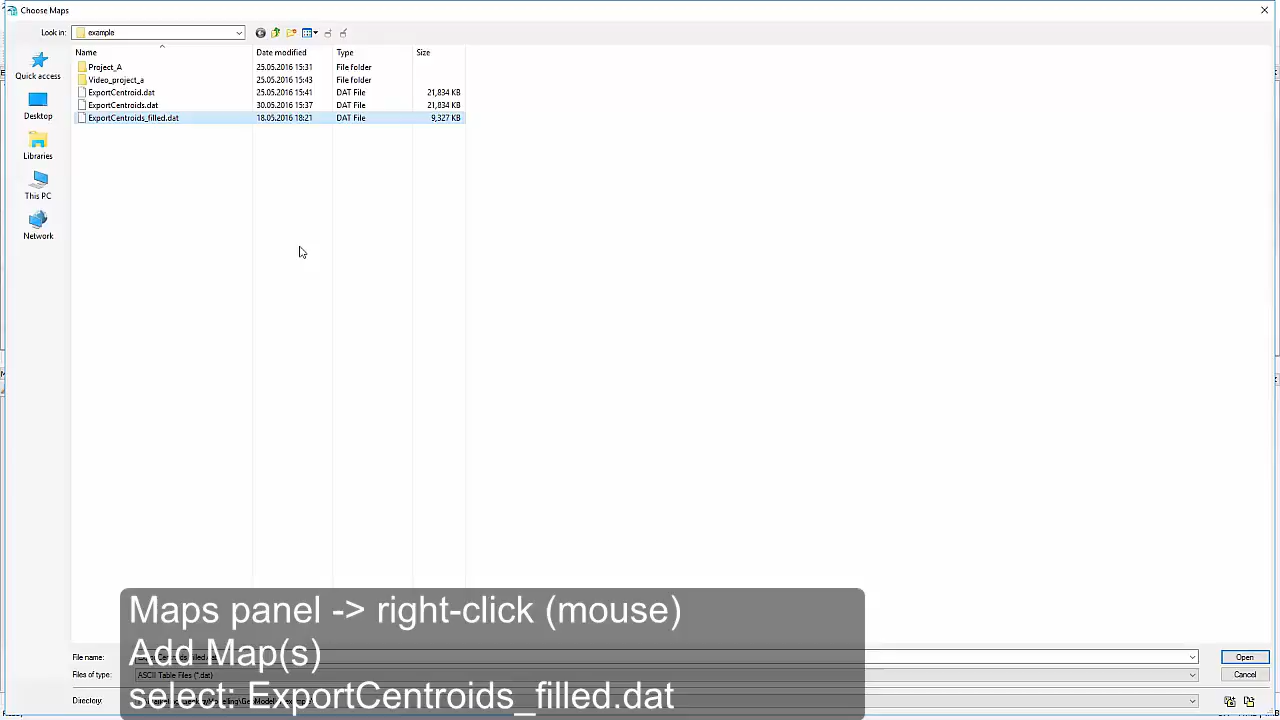 Choose Maps
Look in: example
Name Date modified Type Size
Quick access
Desktop
Libraries
This PC
Network
Project_A 25.05.2016 15:31 File folder
Video_project_a 25.05.2016 15:43 File folder
ExportCentroid.dat 25.05.2016 15:41 DAT File 21,834 KB
ExportCentroids.dat 30.05.2016 15:37 DAT File 21,834 KB
ExportCentroids_filled.dat 18.05.2016 18:21 DAT File 9,327 KB
Maps panel -> right-click (mouse)
Add Map(s)
select: ExportCentroids_filled.dat
File name: Open
Files of type: ASCII Table Files (*.dat) Cancel
Directory: